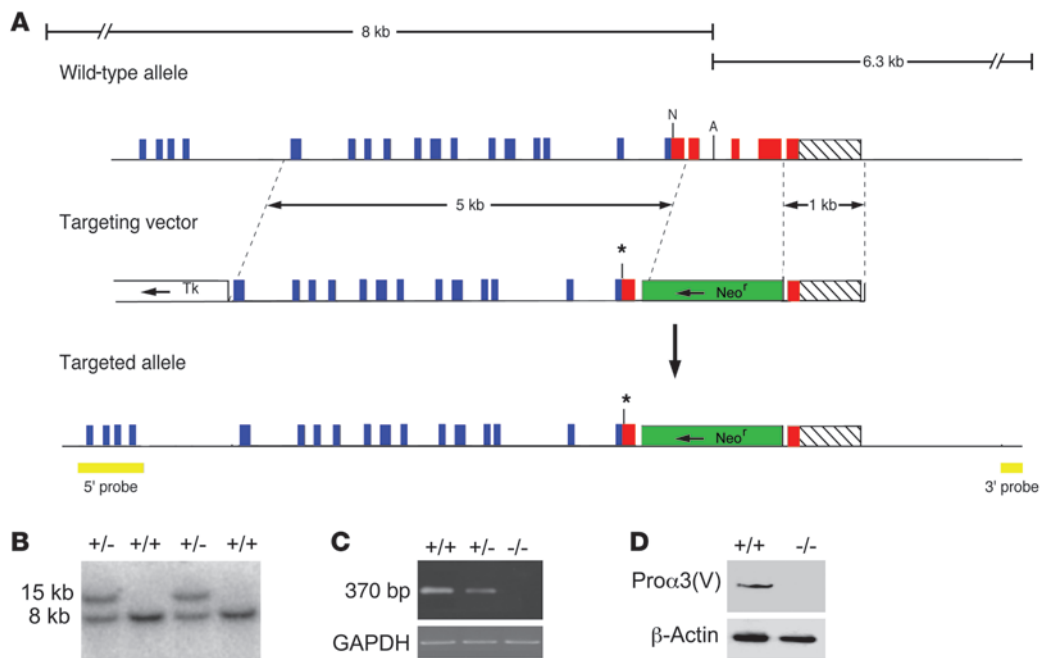 A
8 kb
6.3 kb
Wild-type allele
N
A
5 kb
1 kb
Targeting vector
*
Tk
Neoʳ
Targeted allele
*
Neoʳ
5' probe
3' probe
B
+/- +/+ +/- +/+
15 kb
8 kb
C
+/+ +/- -/-
370 bp
GAPDH
D
+/+ -/-
Proα3(V)
β-Actin